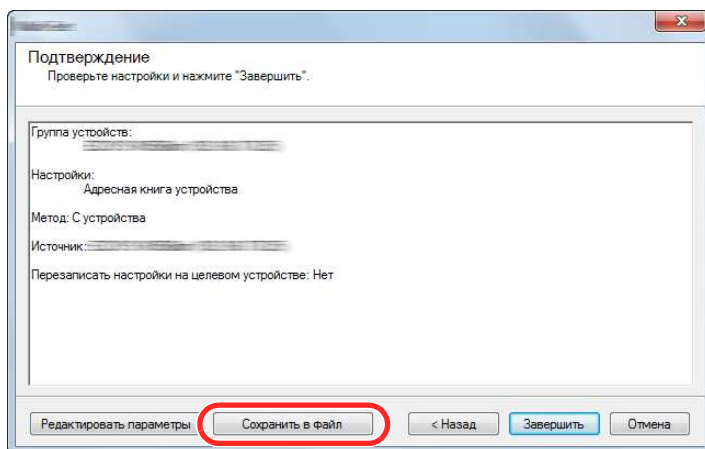 Подтверждение
Проверьте настройки и нажмите "Завершить".
Группа устройств:
Настройки:
Адресная книга устройства
Метод: С устройства
Источник:
Перезаписать настройки на целевом устройстве: Нет
Редактировать параметры Сохранить в файл < Назад Завершить Отмена